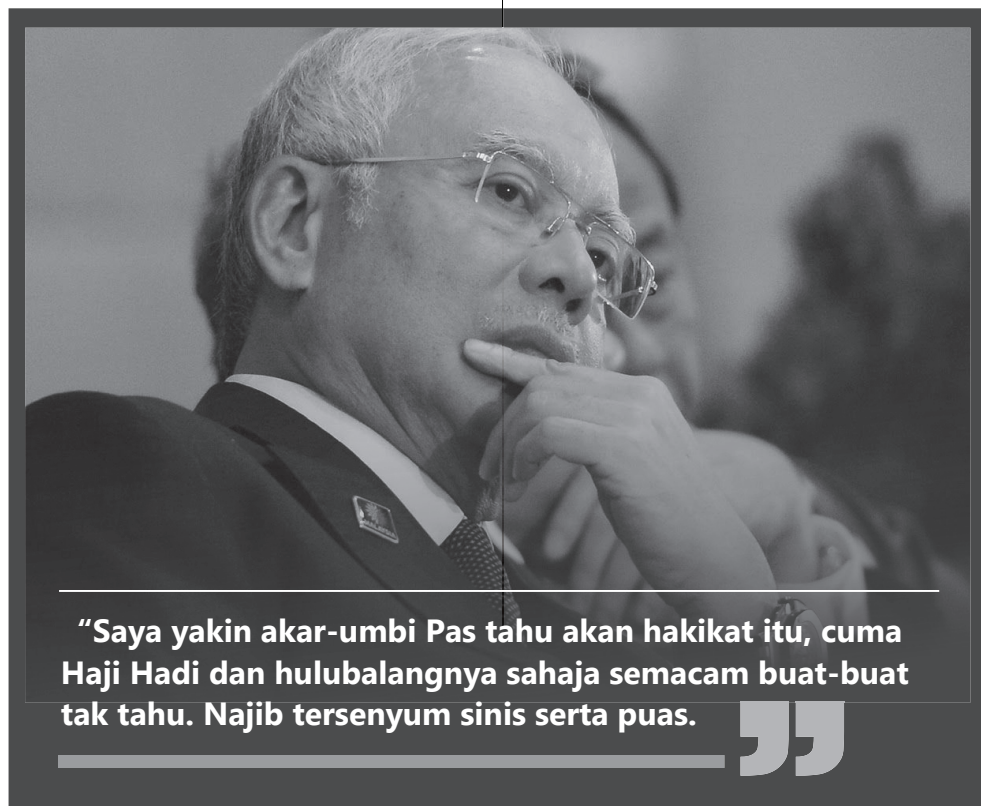 MALAYSIA
“Saya yakin akar-umbi Pas tahu akan hakikat itu, cuma
Haji Hadi dan hulubalangnya sahaja semacam buat-buat
tak tahu. Najib tersenyum sinis serta puas.
”